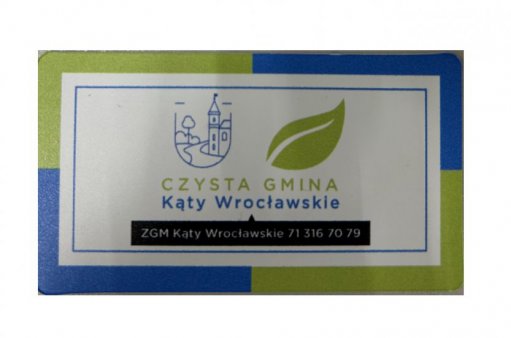 CZYSTA GMINA
Kąty Wrocławskie
ZGM Kąty Wrocławskie 71 316 70 79